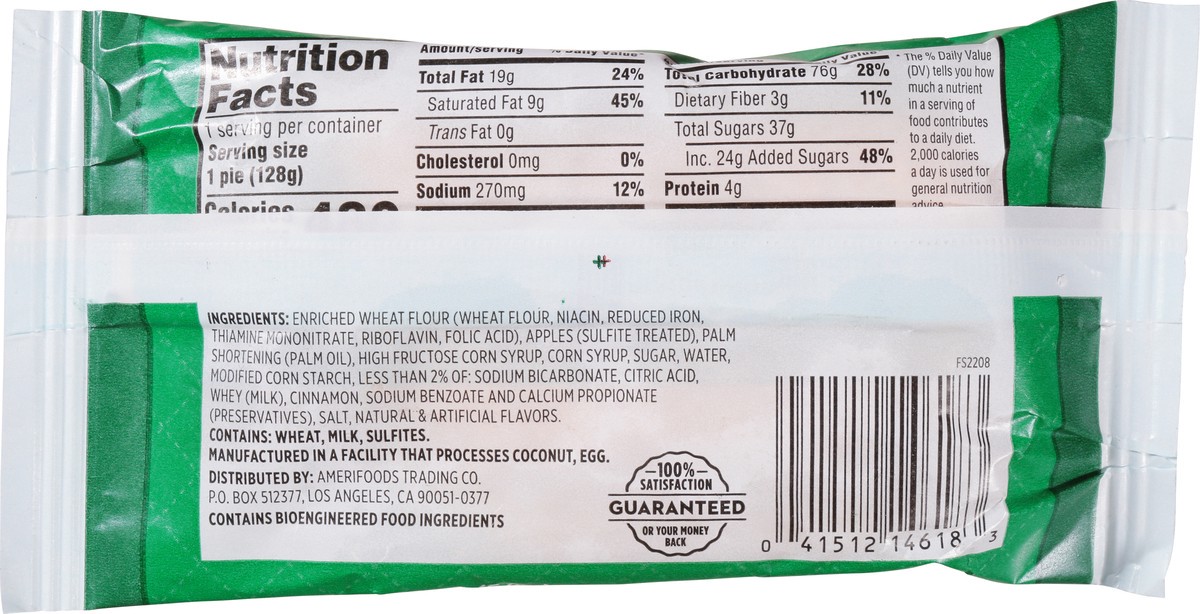 Nutrition
Facts
1 serving per container
Serving size
1 pie (128g)
Calories
Amount/serving % Daily Value*
Total Fat 19g 24%
Saturated Fat 9g 45%
Trans Fat 0g
Cholesterol 0mg 0%
Sodium 270mg 12%
Total Carbohydrate 76g 28%
Dietary Fiber 3g 11%
Total Sugars 37g
Inc. 24g Added Sugars 48%
Protein 4g
* The % Daily Value
(DV) tells you how
much a nutrient
in a serving of
food contributes
to a daily diet.
2,000 calories
a day is used for
general nutrition
advice
INGREDIENTS: ENRICHED WHEAT FLOUR (WHEAT FLOUR, NIACIN, REDUCED IRON,
THIAMINE MONONITRATE, RIBOFLAVIN, FOLIC ACID), APPLES (SULFITE TREATED), PALM
SHORTENING (PALM OIL), HIGH FRUCTOSE CORN SYRUP, CORN SYRUP, SUGAR, WATER,
MODIFIED CORN STARCH, LESS THAN 2% OF: SODIUM BICARBONATE, CITRIC ACID,
WHEY (MILK), CINNAMON, SODIUM BENZOATE AND CALCIUM PROPIONATE
(PRESERVATIVES), SALT, NATURAL & ARTIFICIAL FLAVORS.
CONTAINS: WHEAT, MILK, SULFITES.
MANUFACTURED IN A FACILITY THAT PROCESSES COCONUT, EGG.
DISTRIBUTED BY: AMERIFOODS TRADING CO.
P.O. BOX 512377, LOS ANGELES, CA 90051-0377
CONTAINS BIOENGINEERED FOOD INGREDIENTS
100%
SATISFACTION
GUARANTEED
OR YOUR MONEY
BACK
FS2208
0 41512 14618 3